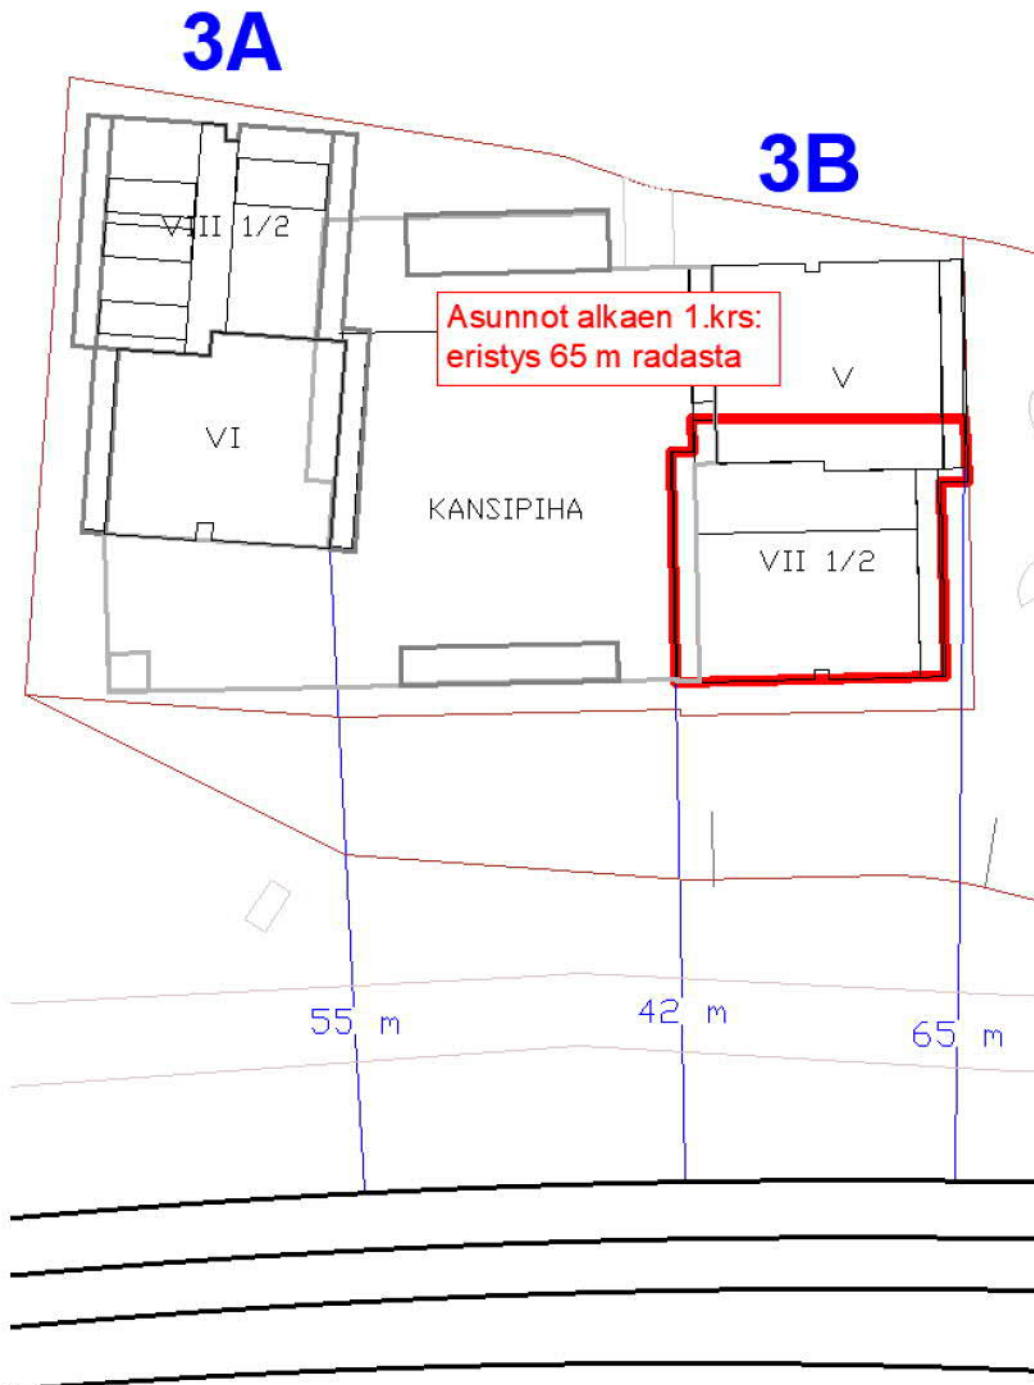 3A
3B
VIII 1/2
Asunnot alkaen 1.krs:
eristys 65 m radasta
V
VI
KANSIPIHA
VII 1/2
55 m
42 m
65 m